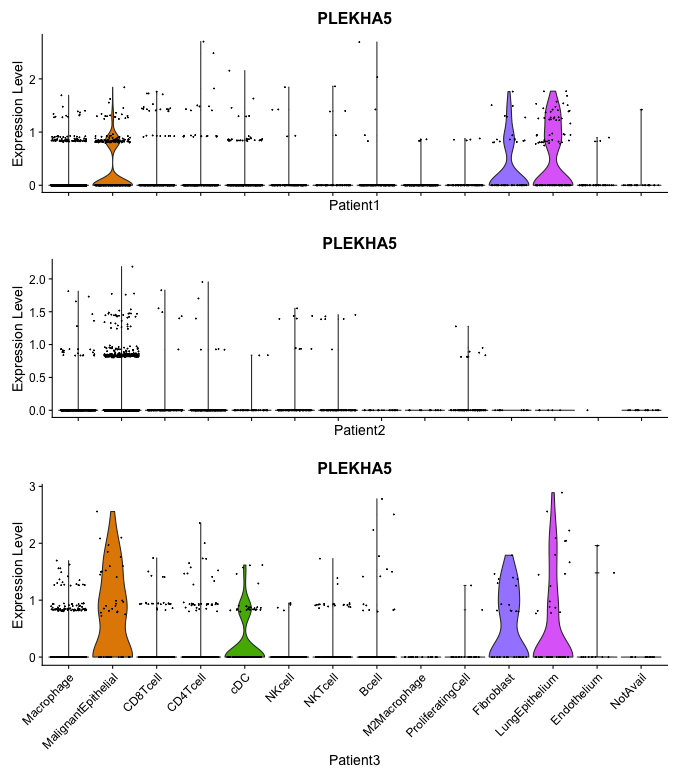 PLEKHA5
Expression Level
2
1
0
Patient1
PLEKHA5
Expression Level
2.0
1.5
1.0
0.5
0.0
Patient2
PLEKHA5
Expression Level
3
2
1
0
Macrophage
MalignantEpithelial
CD8Tcell
CD4Tcell
cDC
NKcell
NKTcell
Bcell
M2Macrophage
ProliferatingCell
Fibroblast
LungEpithelium
Endothelium
NotAvail
Patient3